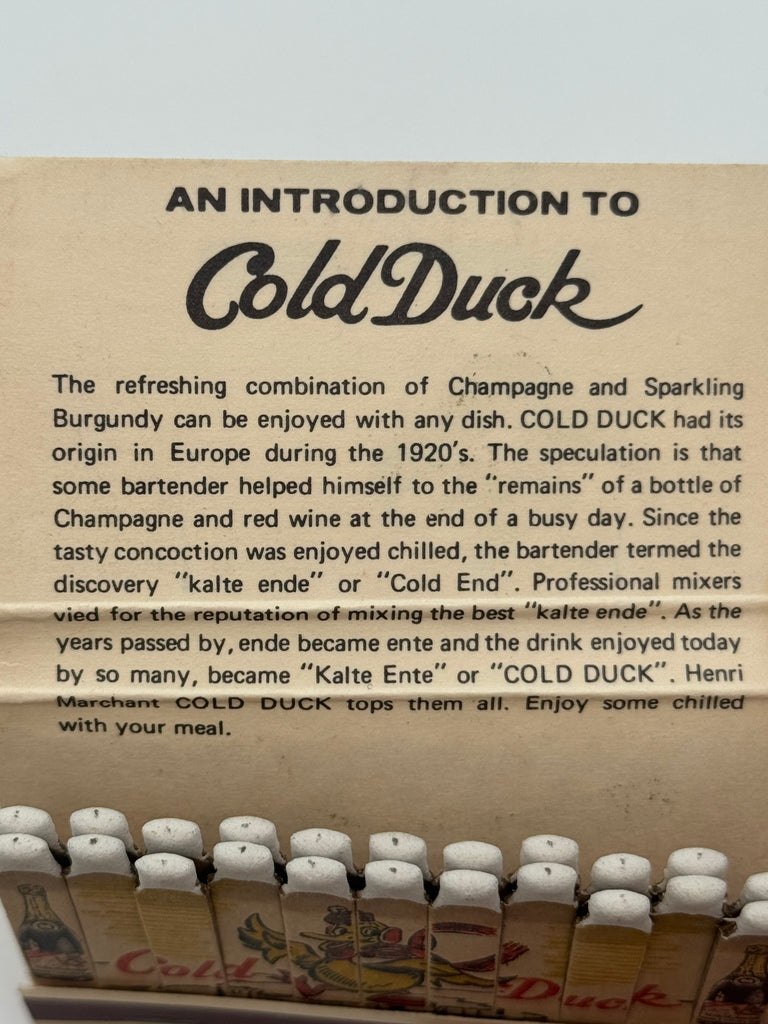 AN INTRODUCTION TO
Cold Duck
The refreshing combination of Champagne and Sparkling
Burgundy can be enjoyed with any dish. COLD DUCK had its
origin in Europe during the 1920's. The speculation is that
some bartender helped himself to the "remains" of a bottle of
Champagne and red wine at the end of a busy day. Since the
tasty concoction was enjoyed chilled, the bartender termed the
discovery "kalte ende" or "Cold End". Professional mixers
vied for the reputation of mixing the best "kalte ende". As the
years passed by, ende became ente and the drink enjoyed today
by so many, became "Kalte Ente" or "COLD DUCK". Henri
Marchant COLD DUCK tops them all. Enjoy some chilled
with your meal.
Cold Duck